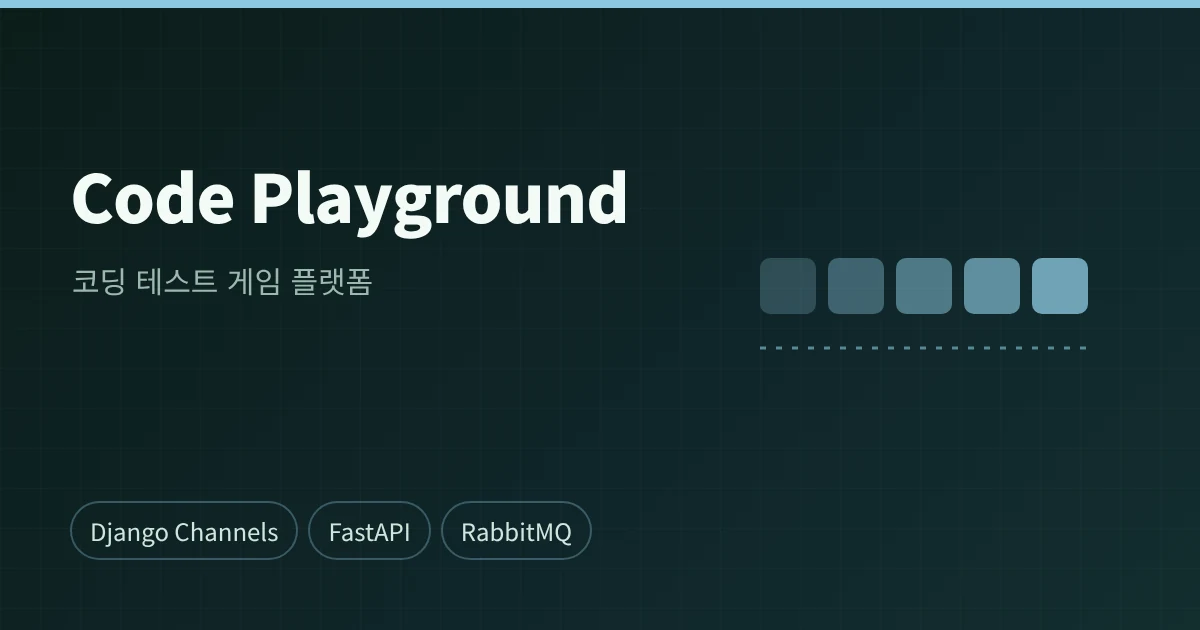 Code Playground
코딩 테스트 게임 플랫폼
Django Channels FastAPI RabbitMQ